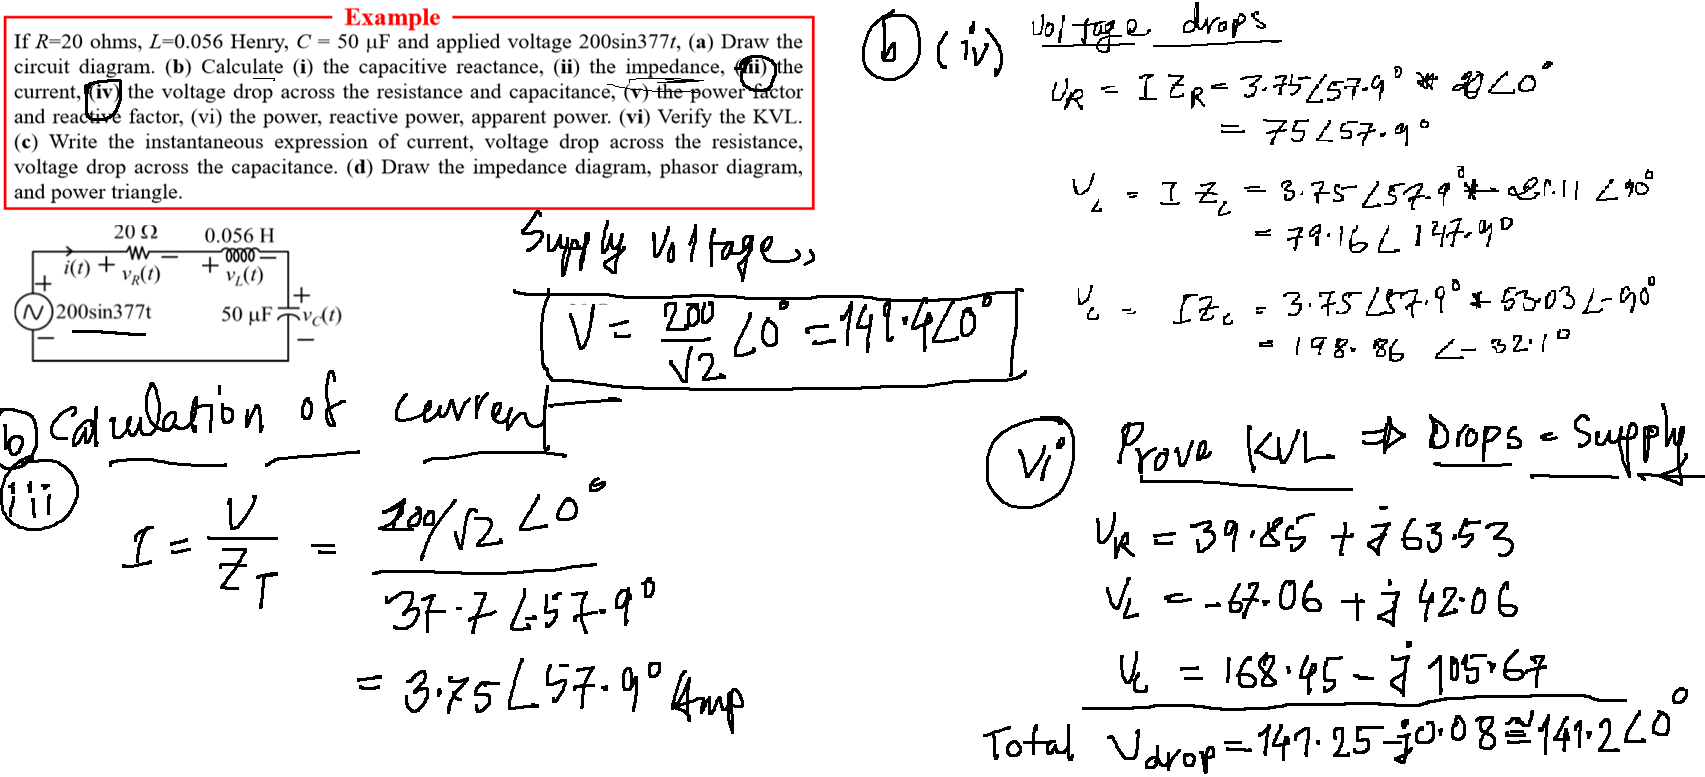 Example
If R=20 ohms, L=0.056 Henry, C = 50 μF and applied voltage 200sin377t, (a) Draw the
circuit diagram. (b) Calculate (i) the capacitive reactance, (ii) the impedance, (iii) the
current, (iv) the voltage drop across the resistance and capacitance, (v) the power factor
and reactive factor, (vi) the power, reactive power, apparent power. (vi) Verify the KVL.
(c) Write the instantaneous expression of current, voltage drop across the resistance,
voltage drop across the capacitance. (d) Draw the impedance diagram, phasor diagram,
and power triangle.
20 Ω
0.056 H
i(t) + vR(t) −
+ vL(t)
+
200sin377t
−
50 μF
+
vC(t)
−
Supply Voltage,
V = 200/√2 ∠0° = 141.4∠0°
b) Calculation of current
iii
I = V/ZT = 200/√2 ∠0° / 37.7∠-57.9°
= 3.75∠57.9° Amp
b (iv) Voltage drops
VR = I ZR = 3.75∠57.9° * 20∠0°
= 75∠57.9°
VL = I ZL = 3.75∠57.9° * 21.11∠90°
= 79.16∠147.9°
Vc = I Zc = 3.75∠57.9° * 53.03∠-90°
= 198.86 ∠-32.1°
vi) Prove KVL ⇒ Drops = Supply
VR = 39.85 + j63.53
VL = -67.06 + j42.06
Vc = 168.45 - j105.67
Total Vdrop = 141.25-j0.08 ≅ 141.2∠0°